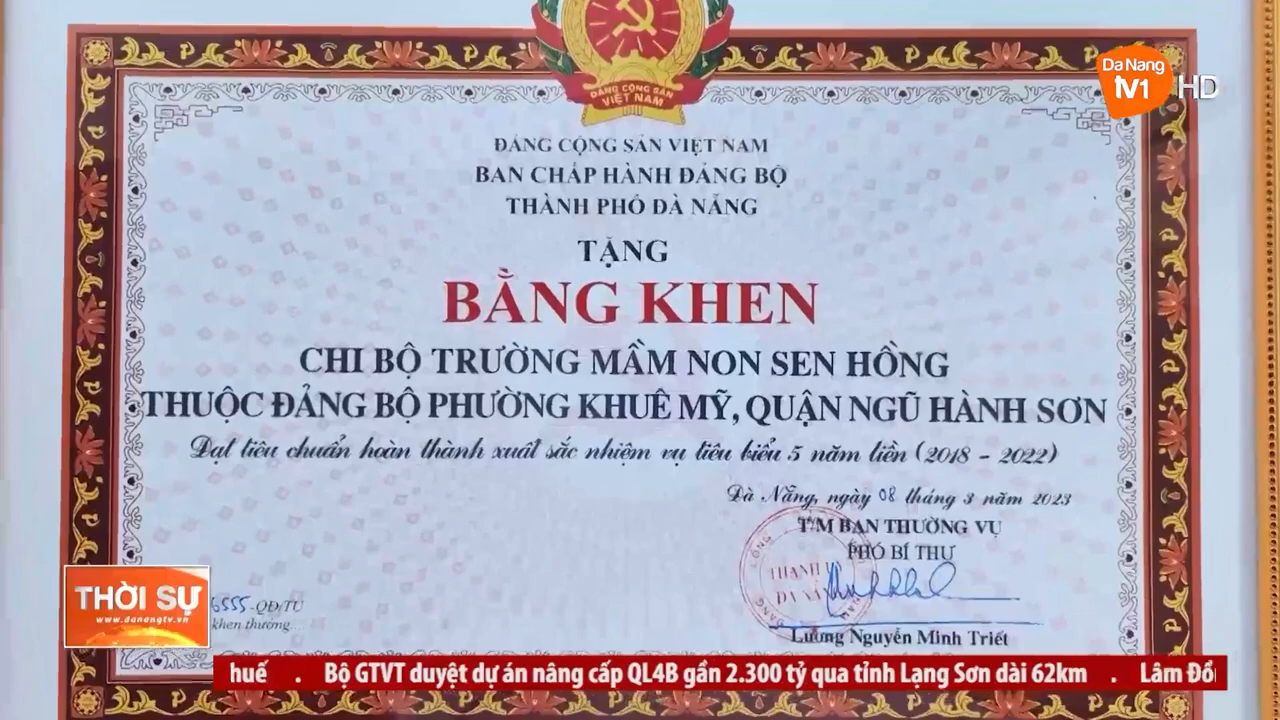 Da Nang
TV1 HD
ĐẢNG CỘNG SẢN
VIỆT NAM
ĐẢNG CỘNG SẢN VIỆT NAM
BAN CHẤP HÀNH ĐẢNG BỘ
THÀNH PHỐ ĐÀ NẴNG
TẶNG
BẰNG KHEN
CHI BỘ TRƯỜNG MẦM NON SEN HỒNG
THUỘC ĐẢNG BỘ PHƯỜNG KHUÊ MỸ, QUẬN NGŨ HÀNH SƠN
Đạt tiêu chuẩn hoàn thành xuất sắc nhiệm vụ tiêu biểu 5 năm liền (2018 - 2022)
Đà Nẵng, ngày 08 tháng 3 năm 2023
T/M BAN THƯỜNG VỤ
PHÓ BÍ THƯ
Lương Nguyễn Minh Triết
6555-QĐ/TU
khen thưởng...
THỜI SỰ
www.danangtv.vn
huế . Bộ GTVT duyệt dự án nâng cấp QL4B gần 2.300 tỷ qua tỉnh Lạng Sơn dài 62km . Lâm Đồ